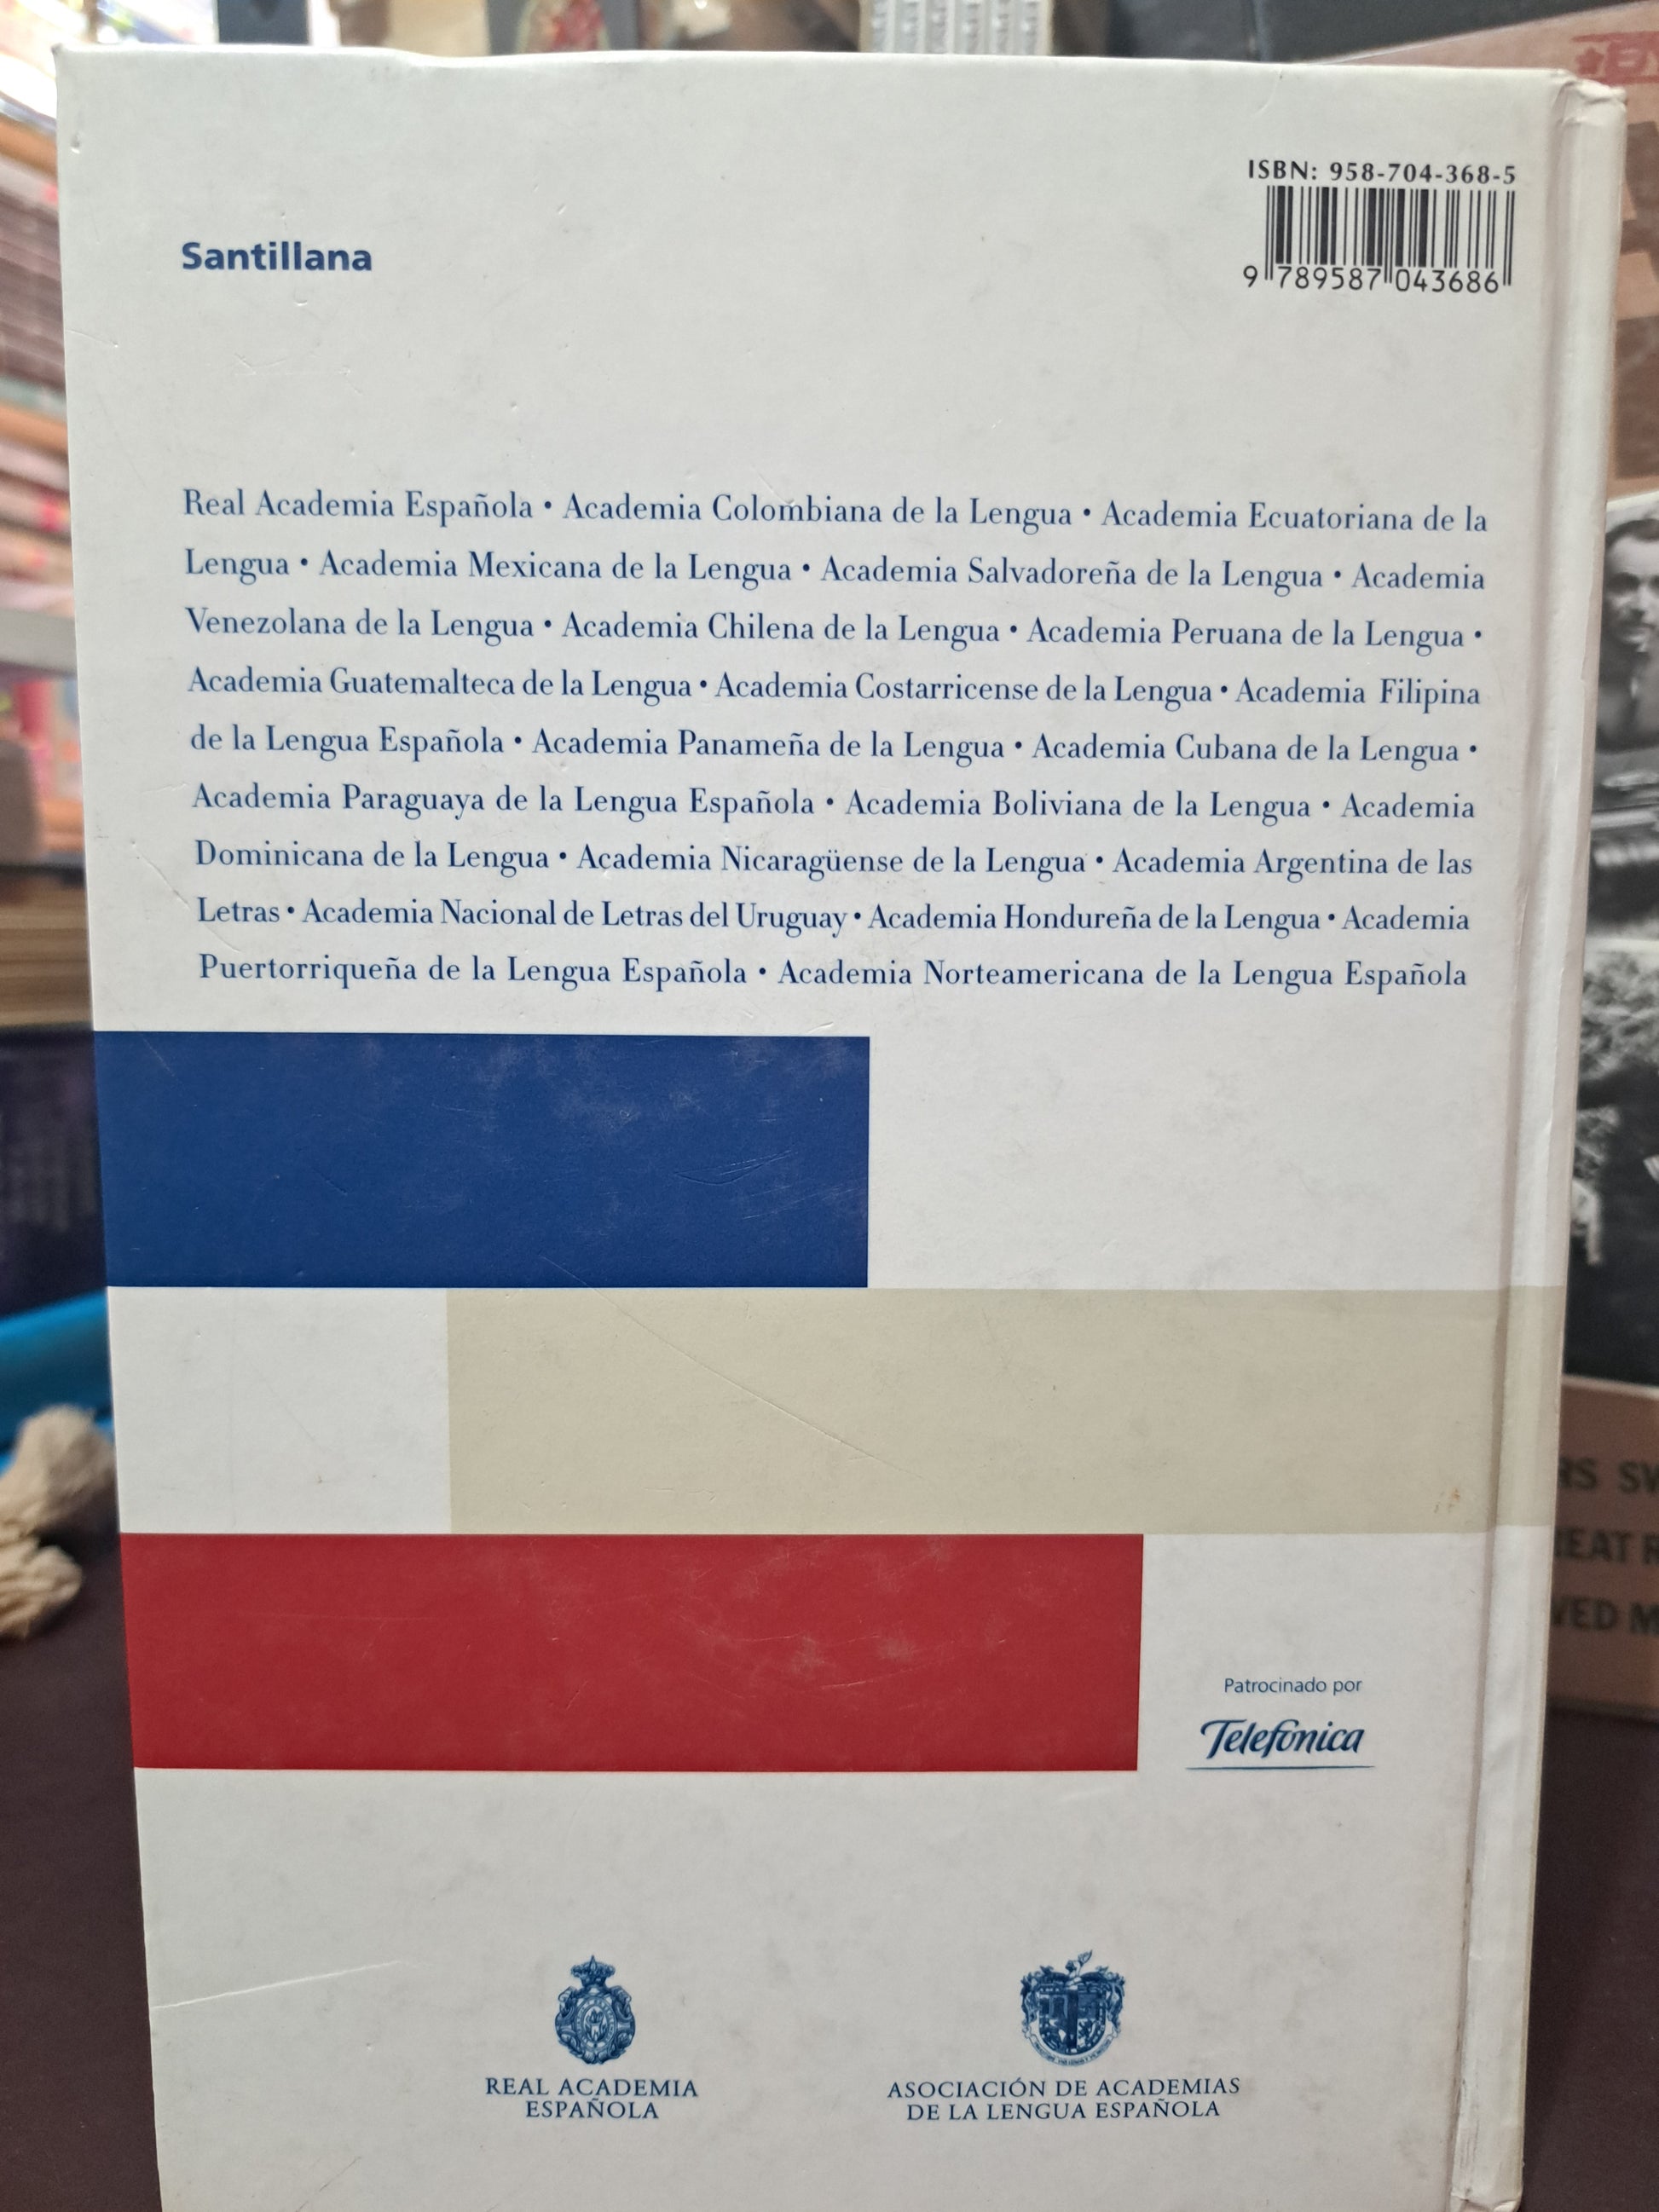 ISBN: 958-704-368-5
9 789587 043686
Santillana
Real Academia Española • Academia Colombiana de la Lengua • Academia Ecuatoriana de la
Lengua • Academia Mexicana de la Lengua • Academia Salvadoreña de la Lengua • Academia
Venezolana de la Lengua • Academia Chilena de la Lengua • Academia Peruana de la Lengua •
Academia Guatemalteca de la Lengua • Academia Costarricense de la Lengua • Academia Filipina
de la Lengua Española • Academia Panameña de la Lengua • Academia Cubana de la Lengua •
Academia Paraguaya de la Lengua Española • Academia Boliviana de la Lengua • Academia
Dominicana de la Lengua • Academia Nicaragüense de la Lengua • Academia Argentina de las
Letras • Academia Nacional de Letras del Uruguay • Academia Hondureña de la Lengua • Academia
Puertorriqueña de la Lengua Española • Academia Norteamericana de la Lengua Española
Patrocinado por
Telefónica
REAL ACADEMIA
ESPAÑOLA
ASOCIACIÓN DE ACADEMIAS
DE LA LENGUA ESPAÑOLA